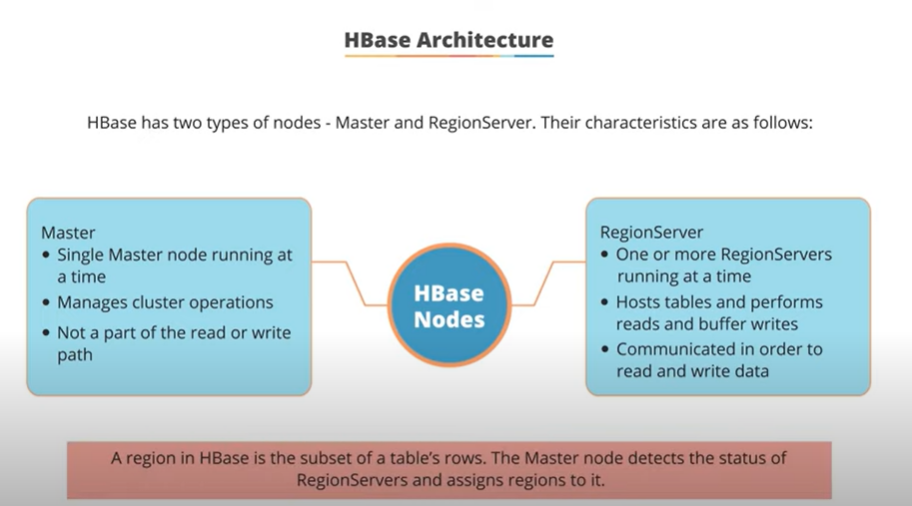 HBase Architecture
HBase has two types of nodes - Master and RegionServer. Their characteristics are as follows:
Master
• Single Master node running at
a time
• Manages cluster operations
• Not a part of the read or write
path
HBase
Nodes
RegionServer
• One or more RegionServers
running at a time
• Hosts tables and performs
reads and buffer writes
• Communicated in order to
read and write data
A region in HBase is the subset of a table's rows. The Master node detects the status of
RegionServers and assigns regions to it.